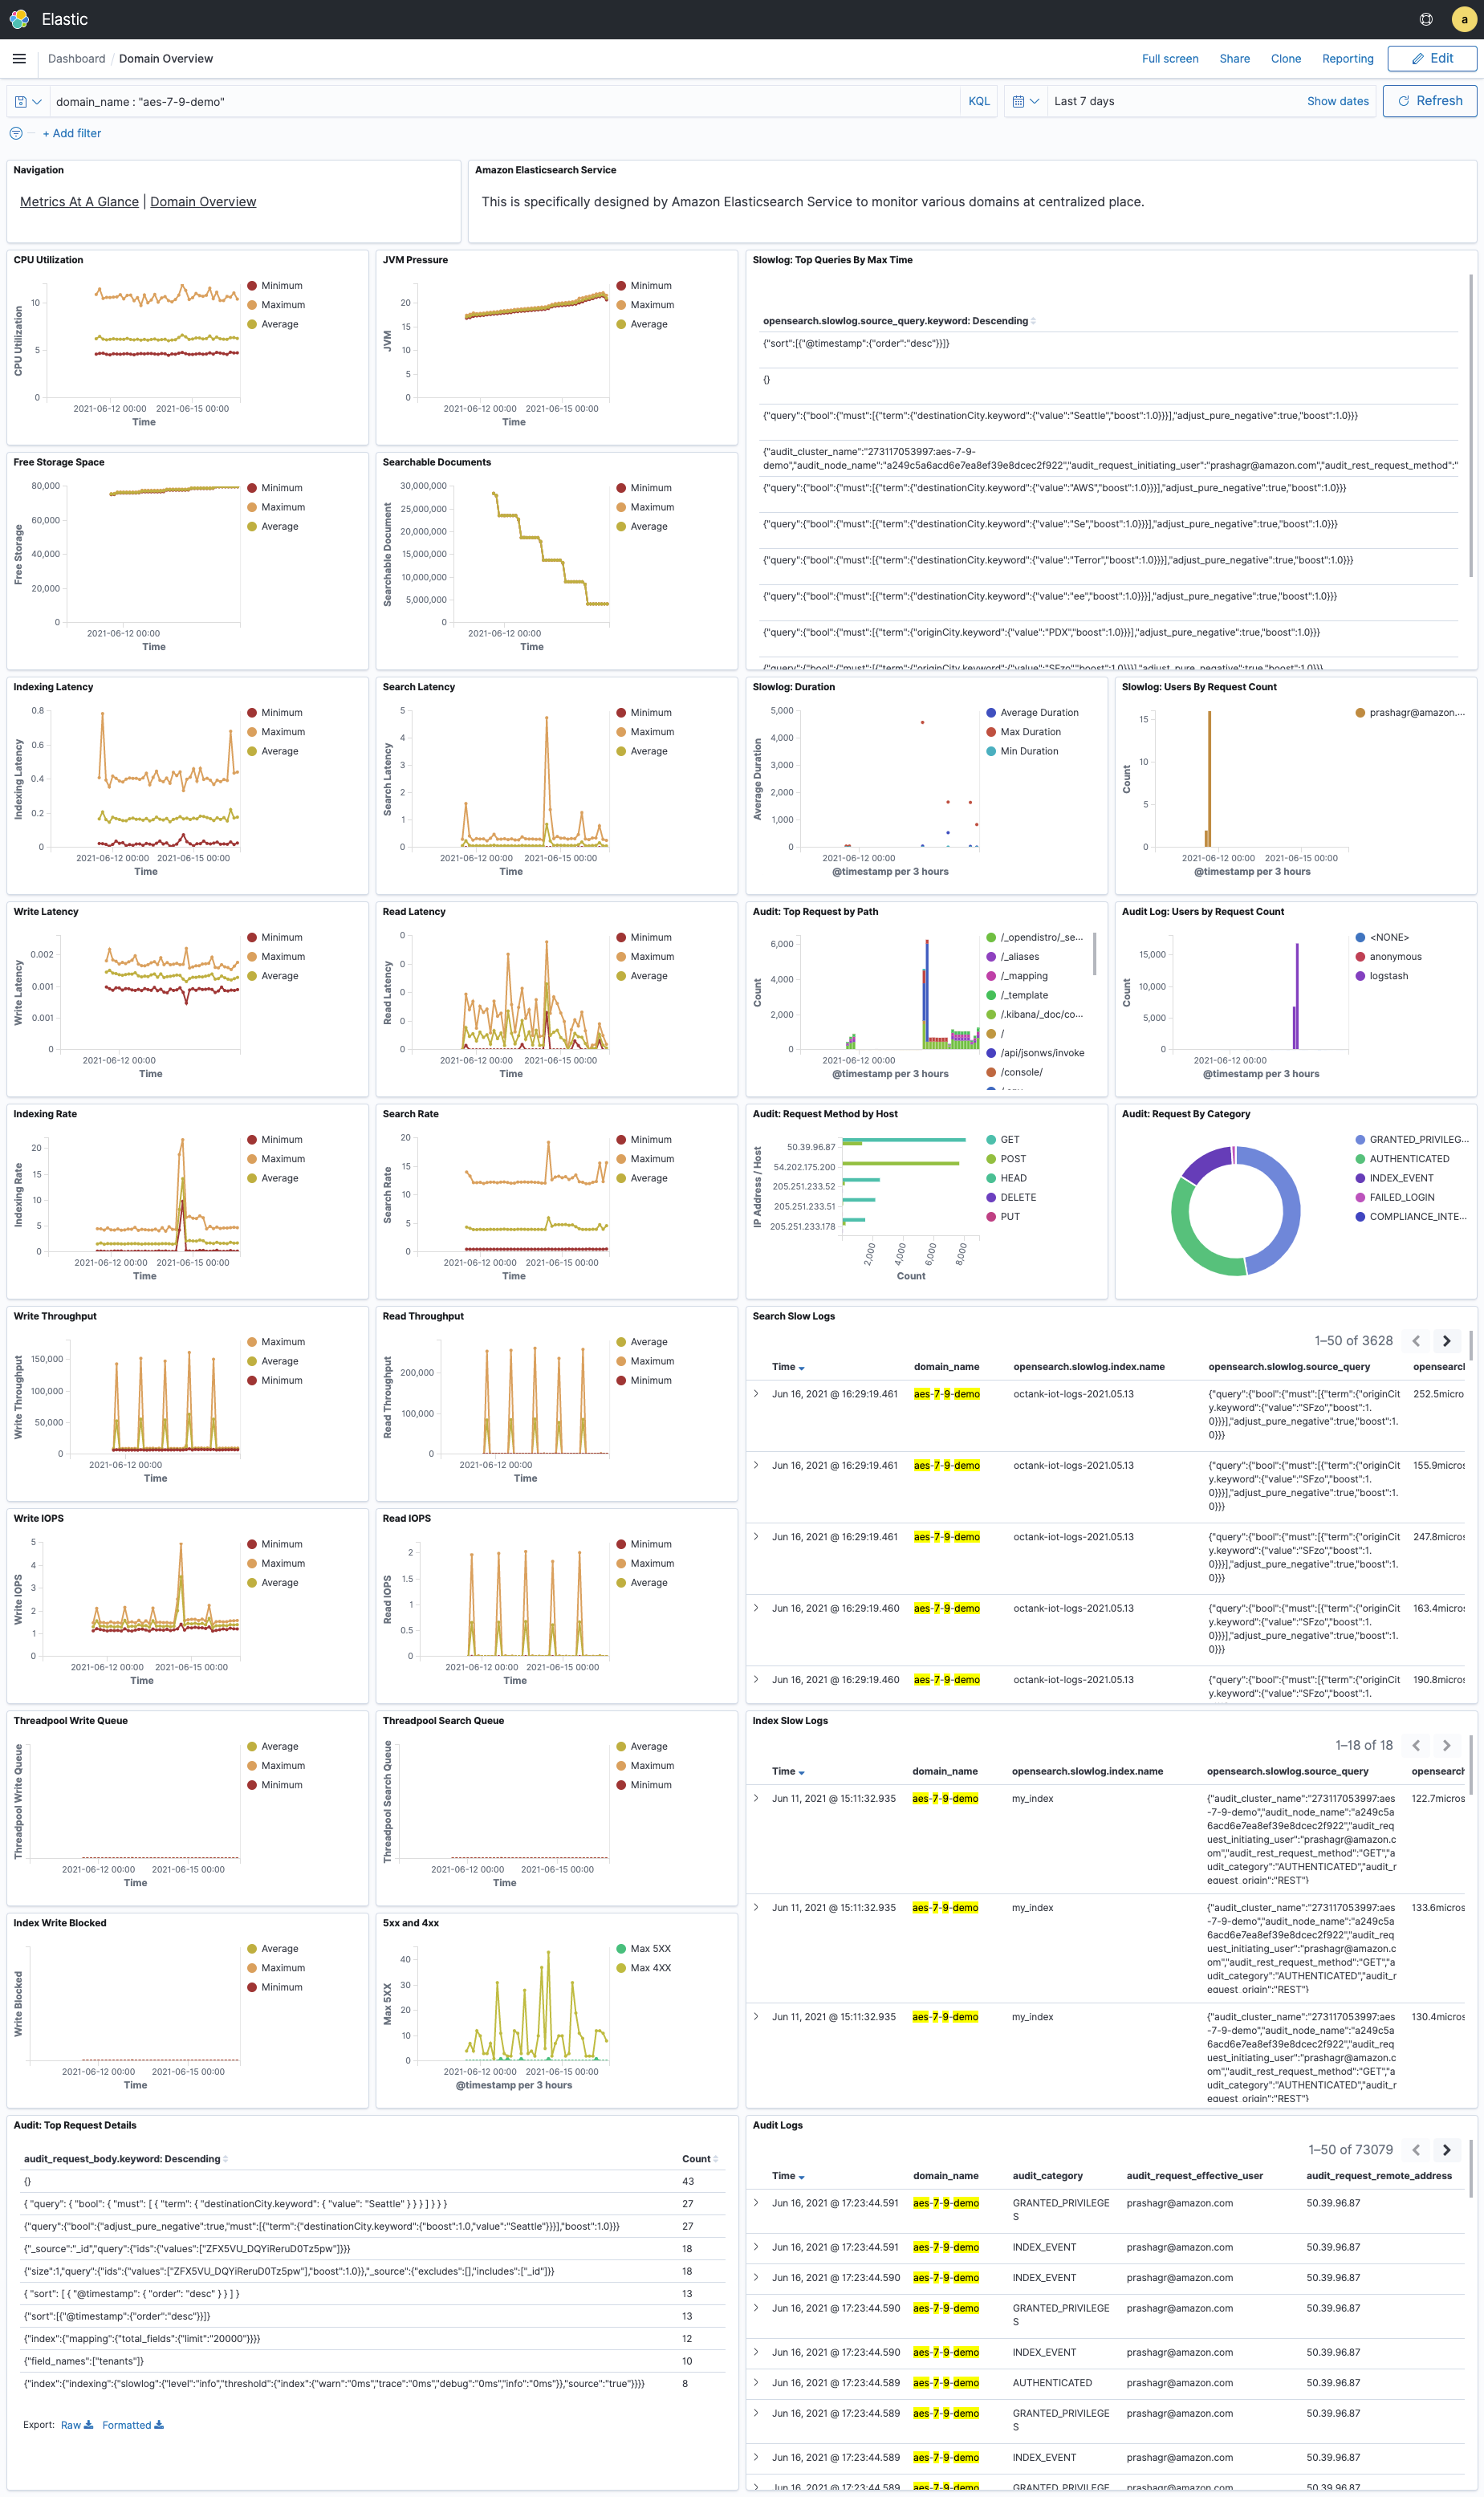 Elastic
a
Dashboard / Domain Overview
Full screen
Share
Clone
Reporting
Edit
domain_name : "aes-7-9-demo"
KQL
Last 7 days
Show dates
Refresh
+ Add filter
Navigation
Metrics At A Glance | Domain Overview
Amazon Elasticsearch Service
This is specifically designed by Amazon Elasticsearch Service to monitor various domains at centralized place.
CPU Utilization
CPU Utilization
10
5
0
2021-06-12 00:00 2021-06-15 00:00
Time
Minimum
Maximum
Average
JVM Pressure
JVM
20
15
10
5
0
2021-06-12 00:00 2021-06-15 00:00
Time
Minimum
Maximum
Average
Slowlog: Top Queries By Max Time
opensearch.slowlog.source_query.keyword: Descending
{"sort":[{"@timestamp":{"order":"desc"}}]}
{}
{"query":{"bool":{"must":[{"term":{"destinationCity.keyword":{"value":"Seattle","boost":1.0}}}],"adjust_pure_negative":true,"boost":1.0}}}
{"audit_cluster_name":"273117053997:aes-7-9-
demo","audit_node_name":"a249c5a6acd6e7ea8ef39e8dcec2f922","audit_request_initiating_user":"prashagr@amazon.com","audit_rest_request_method":"
{"query":{"bool":{"must":[{"term":{"destinationCity.keyword":{"value":"AWS","boost":1.0}}}],"adjust_pure_negative":true,"boost":1.0}}}
{"query":{"bool":{"must":[{"term":{"destinationCity.keyword":{"value":"Se","boost":1.0}}}],"adjust_pure_negative":true,"boost":1.0}}}
{"query":{"bool":{"must":[{"term":{"destinationCity.keyword":{"value":"Terror","boost":1.0}}}],"adjust_pure_negative":true,"boost":1.0}}}
{"query":{"bool":{"must":[{"term":{"destinationCity.keyword":{"value":"ee","boost":1.0}}}],"adjust_pure_negative":true,"boost":1.0}}}
{"query":{"bool":{"must":[{"term":{"originCity.keyword":{"value":"PDX","boost":1.0}}}],"adjust_pure_negative":true,"boost":1.0}}}
{"query":{"bool":{"must":[{"term":{"originCity.keyword":{"value":"SFzo","boost":1.0}}}],"adjust_pure_negative":true,"boost":1.0}}}
Free Storage Space
Free Storage
80,000
60,000
40,000
20,000
0
2021-06-12 00:00
Time
Minimum
Maximum
Average
Searchable Documents
Searchable Document
30,000,000
25,000,000
20,000,000
15,000,000
10,000,000
5,000,000
0
2021-06-12 00:00
Time
Minimum
Maximum
Average
Indexing Latency
Indexing Latency
0.8
0.6
0.4
0.2
0
2021-06-12 00:00 2021-06-15 00:00
Time
Minimum
Maximum
Average
Search Latency
Search Latency
5
4
3
2
1
0
2021-06-12 00:00 2021-06-15 00:00
Time
Minimum
Maximum
Average
Slowlog: Duration
Average Duration
5,000
4,000
3,000
2,000
1,000
0
2021-06-12 00:00
@timestamp per 3 hours
Average Duration
Max Duration
Min Duration
Slowlog: Users By Request Count
Count
15
10
5
0
2021-06-12 00:00 2021-06-15 00:00
@timestamp per 3 hours
prashagr@amazon....
Write Latency
Write Latency
0.002
0.001
0.001
0
2021-06-12 00:00
Time
Minimum
Maximum
Average
Read Latency
Read Latency
0
0
0
0
0
2021-06-12 00:00 2021-06-15 00:00
Time
Minimum
Maximum
Average
Audit: Top Request by Path
Count
6,000
4,000
2,000
0
2021-06-12 00:00
@timestamp per 3 hours
/_opendistro/_se...
/_aliases
/_mapping
/_template
/.kibana/_doc/co...
/
/api/jsonws/invoke
/console/
Audit Log: Users by Request Count
Count
15,000
10,000
5,000
0
2021-06-12 00:00
@timestamp per 3 hours
<NONE>
anonymous
logstash
Indexing Rate
Indexing Rate
20
15
10
5
0
2021-06-12 00:00 2021-06-15 00:00
Time
Minimum
Maximum
Average
Search Rate
Search Rate
20
15
10
5
0
2021-06-12 00:00 2021-06-15 00:00
Time
Minimum
Maximum
Average
Audit: Request Method by Host
IP Address / Host
50.39.96.87
54.202.175.200
205.251.233.52
205.251.233.51
205.251.233.178
2,000
4,000
6,000
8,000
Count
GET
POST
HEAD
DELETE
PUT
Audit: Request By Category
GRANTED_PRIVILEG...
AUTHENTICATED
INDEX_EVENT
FAILED_LOGIN
COMPLIANCE_INTE...
Write Throughput
Write Throughput
150,000
100,000
50,000
0
2021-06-12 00:00
Time
Maximum
Average
Minimum
Read Throughput
Read Throughput
200,000
100,000
0
2021-06-12 00:00
Time
Average
Maximum
Minimum
Search Slow Logs
1–50 of 3628
Time domain_name opensearch.slowlog.index.name opensearch.slowlog.source_query opensearcl
Jun 16, 2021 @ 16:29:19.461 aes-7-9-demo octank-iot-logs-2021.05.13 {"query":{"bool":{"must":[{"term":{"originCit 252.5micro
y.keyword":{"value":"SFzo","boost":1.
0}}}],"adjust_pure_negative":true,"boost":1.
0}}}
Jun 16, 2021 @ 16:29:19.461 aes-7-9-demo octank-iot-logs-2021.05.13 {"query":{"bool":{"must":[{"term":{"originCit 155.9micros
y.keyword":{"value":"SFzo","boost":1.
0}}}],"adjust_pure_negative":true,"boost":1.
0}}}
Jun 16, 2021 @ 16:29:19.461 aes-7-9-demo octank-iot-logs-2021.05.13 {"query":{"bool":{"must":[{"term":{"originCit 247.8micros
y.keyword":{"value":"SFzo","boost":1.
0}}}],"adjust_pure_negative":true,"boost":1.
0}}}
Jun 16, 2021 @ 16:29:19.460 aes-7-9-demo octank-iot-logs-2021.05.13 {"query":{"bool":{"must":[{"term":{"originCit 163.4micros
y.keyword":{"value":"SFzo","boost":1.
0}}}],"adjust_pure_negative":true,"boost":1.
0}}}
Jun 16, 2021 @ 16:29:19.460 aes-7-9-demo octank-iot-logs-2021.05.13 {"query":{"bool":{"must":[{"term":{"originCit 190.8micros
y.keyword":{"value":"SFzo","boost":1.
Write IOPS
Write IOPS
5
4
3
2
1
0
2021-06-12 00:00 2021-06-15 00:00
Time
Minimum
Maximum
Average
Read IOPS
Read IOPS
2
1.5
1
0.5
0
2021-06-12 00:00 2021-06-15 00:00
Time
Minimum
Maximum
Average
Threadpool Write Queue
Threadpool Write Queue
2021-06-12 00:00 2021-06-15 00:00
Time
Average
Maximum
Minimum
Threadpool Search Queue
Threadpool Search Queue
2021-06-12 00:00 2021-06-15 00:00
Time
Average
Maximum
Minimum
Index Slow Logs
1–18 of 18
Time domain_name opensearch.slowlog.index.name opensearch.slowlog.source_query opensearch
Jun 11, 2021 @ 15:11:32.935 aes-7-9-demo my_index {"audit_cluster_name":"273117053997:aes 122.7micros
-7-9-demo","audit_node_name":"a249c5a
6acd6e7ea8ef39e8dcec2f922","audit_req
uest_initiating_user":"prashagr@amazon.c
om","audit_rest_request_method":"GET","a
udit_category":"AUTHENTICATED","audit_r
equest_origin":"REST"}
Jun 11, 2021 @ 15:11:32.935 aes-7-9-demo my_index {"audit_cluster_name":"273117053997:aes 133.6micros
-7-9-demo","audit_node_name":"a249c5a
6acd6e7ea8ef39e8dcec2f922","audit_req
uest_initiating_user":"prashagr@amazon.c
om","audit_rest_request_method":"GET","a
udit_category":"AUTHENTICATED","audit_r
equest_origin":"REST"}
Jun 11, 2021 @ 15:11:32.935 aes-7-9-demo my_index {"audit_cluster_name":"273117053997:aes 130.4micros
-7-9-demo","audit_node_name":"a249c5a
6acd6e7ea8ef39e8dcec2f922","audit_req
uest_initiating_user":"prashagr@amazon.c
om","audit_rest_request_method":"GET","a
udit_category":"AUTHENTICATED","audit_r
equest_origin":"REST"}
Index Write Blocked
Write Blocked
2021-06-12 00:00 2021-06-15 00:00
Time
Average
Maximum
Minimum
5xx and 4xx
Max 5XX
40
30
20
10
0
2021-06-12 00:00 2021-06-15 00:00
@timestamp per 3 hours
Max 5XX
Max 4XX
Audit: Top Request Details
audit_request_body.keyword: Descending Count
{} 43
{ "query": { "bool": { "must": [ { "term": { "destinationCity.keyword": { "value": "Seattle" } } } ] } } } 27
{"query":{"bool":{"adjust_pure_negative":true,"must":[{"term":{"destinationCity.keyword":{"boost":1.0,"value":"Seattle"}}}],"boost":1.0}}} 27
{"_source":"_id","query":{"ids":{"values":["ZFX5VU_DQYiReruD0Tz5pw"]}}} 18
{"size":1,"query":{"ids":{"values":["ZFX5VU_DQYiReruD0Tz5pw"],"boost":1.0}},"_source":{"excludes":[],"includes":["_id"]}} 18
{ "sort": [ { "@timestamp": { "order": "desc" } } ] } 13
{"sort":[{"@timestamp":{"order":"desc"}}]} 13
{"index":{"mapping":{"total_fields":{"limit":"20000"}}}} 12
{"field_names":["tenants"]} 10
{"index":{"indexing":{"slowlog":{"level":"info","threshold":{"index":{"warn":"0ms","trace":"0ms","debug":"0ms","info":"0ms"}},"source":"true"}}}} 8
Export: Raw Formatted
Audit Logs
1–50 of 73079
Time domain_name audit_category audit_request_effective_user audit_request_remote_address
Jun 16, 2021 @ 17:23:44.591 aes-7-9-demo GRANTED_PRIVILEGE prashagr@amazon.com 50.39.96.87
S
Jun 16, 2021 @ 17:23:44.591 aes-7-9-demo INDEX_EVENT prashagr@amazon.com 50.39.96.87
Jun 16, 2021 @ 17:23:44.590 aes-7-9-demo INDEX_EVENT prashagr@amazon.com 50.39.96.87
Jun 16, 2021 @ 17:23:44.590 aes-7-9-demo GRANTED_PRIVILEGE prashagr@amazon.com 50.39.96.87
S
Jun 16, 2021 @ 17:23:44.590 aes-7-9-demo INDEX_EVENT prashagr@amazon.com 50.39.96.87
Jun 16, 2021 @ 17:23:44.589 aes-7-9-demo AUTHENTICATED prashagr@amazon.com 50.39.96.87
Jun 16, 2021 @ 17:23:44.589 aes-7-9-demo GRANTED_PRIVILEGE prashagr@amazon.com 50.39.96.87
S
Jun 16, 2021 @ 17:23:44.589 aes-7-9-demo INDEX_EVENT prashagr@amazon.com 50.39.96.87
Jun 16, 2021 @ 17:23:44.589 aes-7-9-demo GRANTED_PRIVILEGE prashagr@amazon.com 50.39.96.87